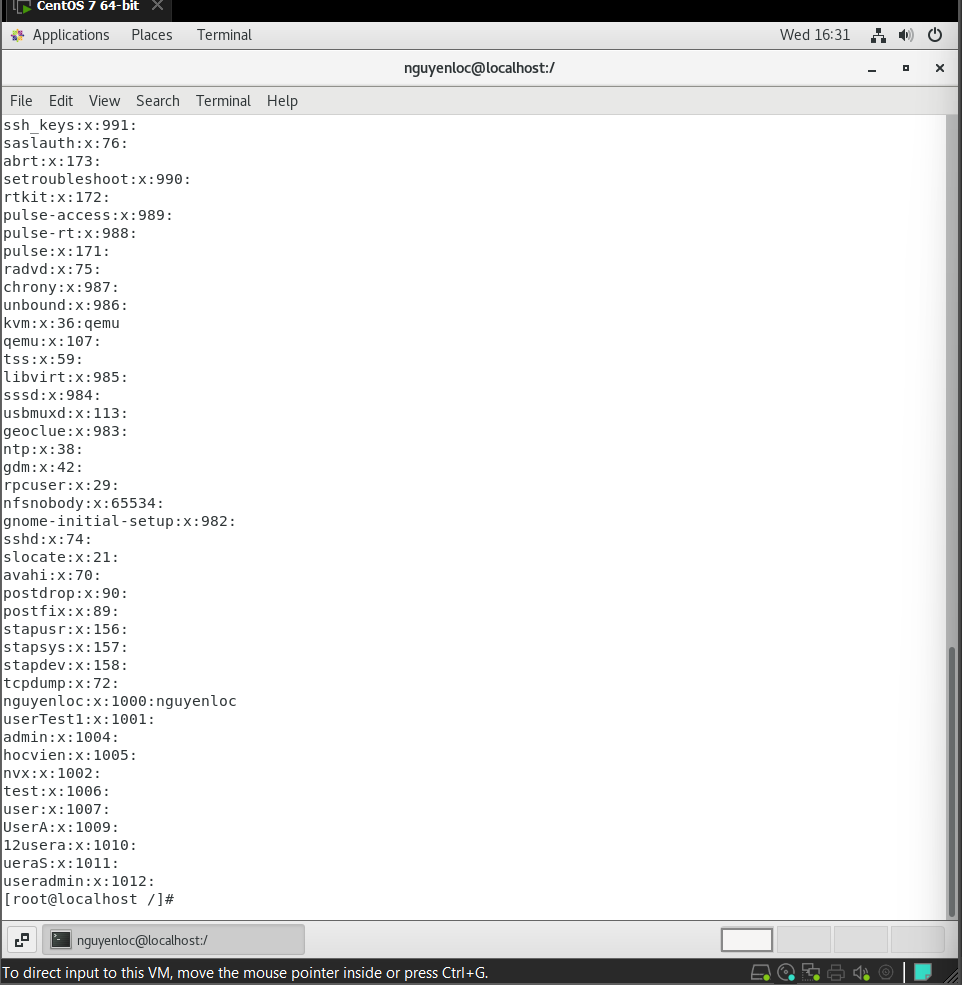 CentOS 7 64-bit
Applications Places Terminal Wed 16:31
nguyenloc@localhost:/
File Edit View Search Terminal Help
ssh_keys:x:991:
saslauth:x:76:
abrt:x:173:
setroubleshoot:x:990:
rtkit:x:172:
pulse-access:x:989:
pulse-rt:x:988:
pulse:x:171:
radvd:x:75:
chrony:x:987:
unbound:x:986:
kvm:x:36:qemu
qemu:x:107:
tss:x:59:
libvirt:x:985:
sssd:x:984:
usbmuxd:x:113:
geoclue:x:983:
ntp:x:38:
gdm:x:42:
rpcuser:x:29:
nfsnobody:x:65534:
gnome-initial-setup:x:982:
sshd:x:74:
slocate:x:21:
avahi:x:70:
postdrop:x:90:
postfix:x:89:
stapusr:x:156:
stapsys:x:157:
stapdev:x:158:
tcpdump:x:72:
nguyenloc:x:1000:nguyenloc
userTest1:x:1001:
admin:x:1004:
hocvien:x:1005:
nvx:x:1002:
test:x:1006:
user:x:1007:
UserA:x:1009:
12usera:x:1010:
ueraS:x:1011:
useradmin:x:1012:
[root@localhost /]#
nguyenloc@localhost:/
To direct input to this VM, move the mouse pointer inside or press Ctrl+G.